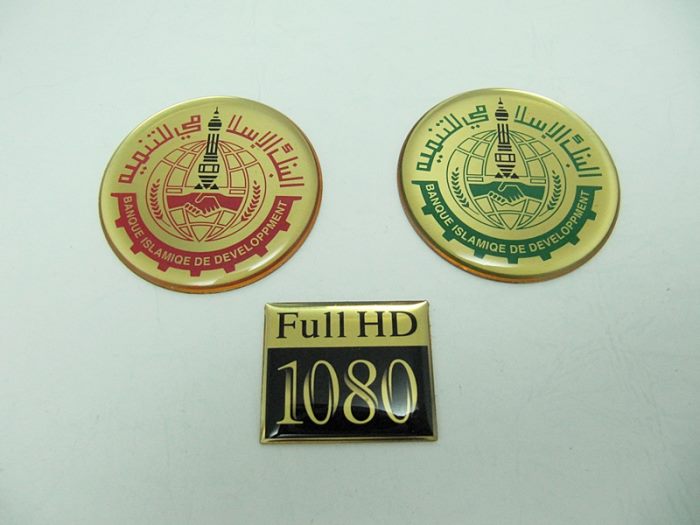 البنك الإسلامي للتنمية
BANQUE ISLAMIQE DE DEVELOPPMENT
البنك الإسلامي للتنمية
BANQUE ISLAMIQE DE DEVELOPPMENT
Full HD
1080